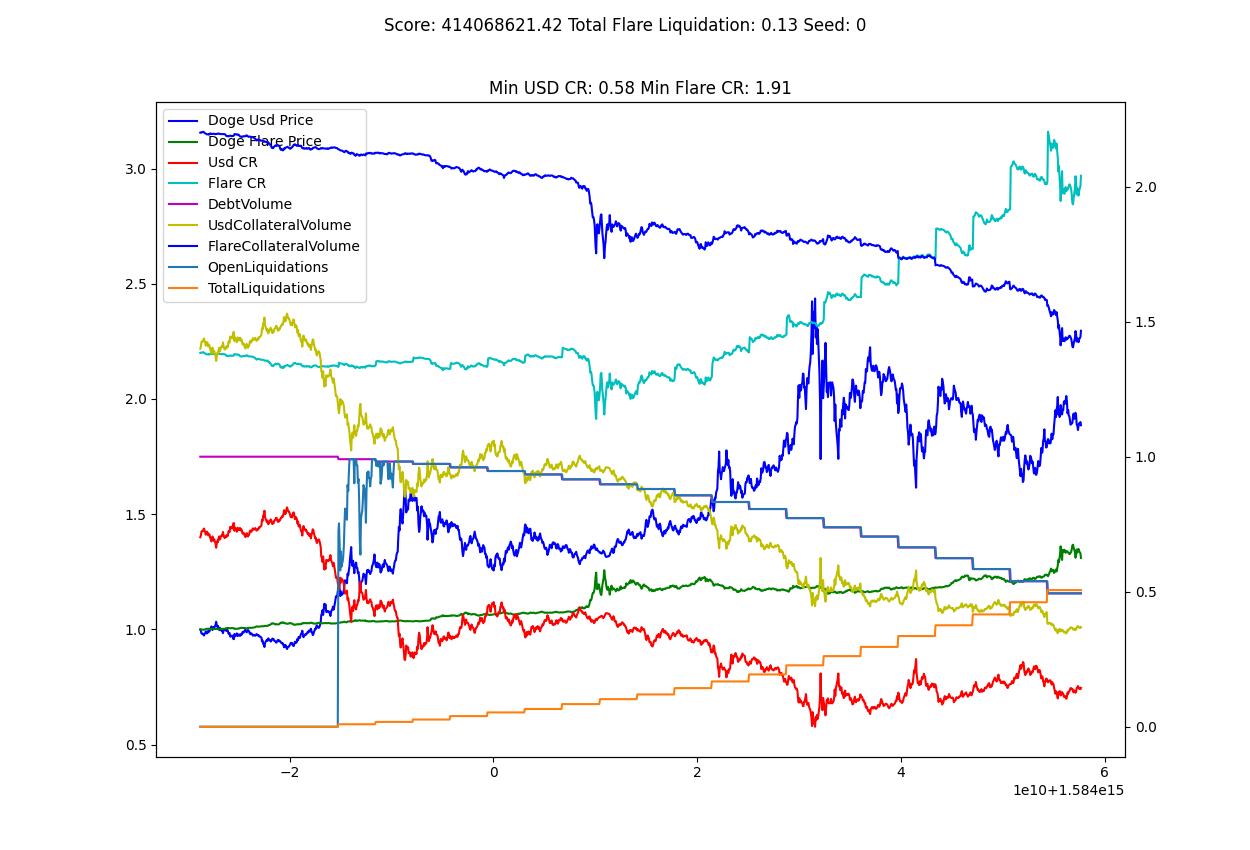 Score: 414068621.42 Total Flare Liquidation: 0.13 Seed: 0
Min USD CR: 0.58 Min Flare CR: 1.91
Doge Usd Price
Doge Flare Price
Usd CR
Flare CR
DebtVolume
UsdCollateralVolume
FlareCollateralVolume
OpenLiquidations
TotalLiquidations
3.0
2.5
2.0
1.5
1.0
0.5
2.0
1.5
1.0
0.5
0.0
−2 0 2 4 6
1e10+1.584e15